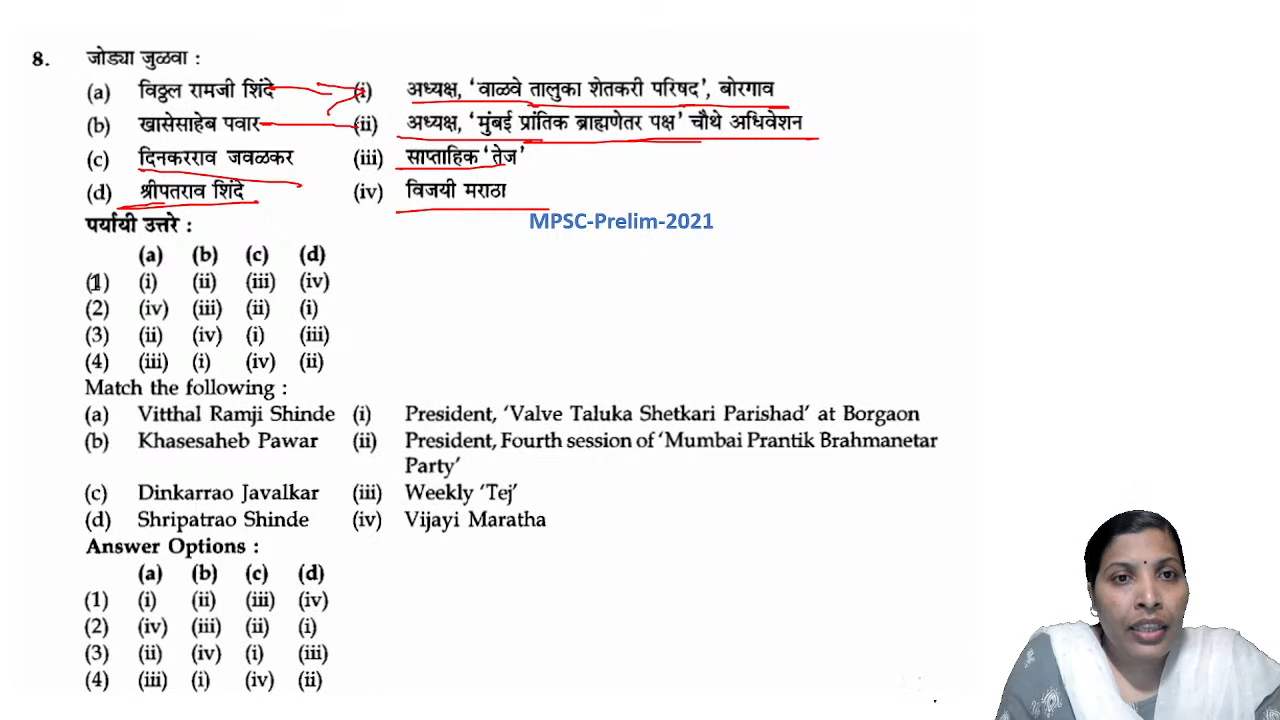 8. जोड्या जुळवा :
(a) विठ्ठल रामजी शिंदे (i) अध्यक्ष, ‘वाळवे तालुका शेतकरी परिषद’, बोरगाव
(b) खासेसाहेब पवार (ii) अध्यक्ष, ‘मुंबई प्रांतिक ब्राह्मणेतर पक्ष’ चौथे अधिवेशन
(c) दिनकरराव जवळकर (iii) साप्ताहिक ‘तेज’
(d) श्रीपतराव शिंदे (iv) विजयी मराठा
पर्यायी उत्तरे :
MPSC-Prelim-2021
(a) (b) (c) (d)
(1) (i) (ii) (iii) (iv)
(2) (iv) (iii) (ii) (i)
(3) (ii) (iv) (i) (iii)
(4) (iii) (i) (iv) (ii)
Match the following :
(a) Vitthal Ramji Shinde (i) President, ‘Valve Taluka Shetkari Parishad’ at Borgaon
(b) Khasesaheb Pawar (ii) President, Fourth session of ‘Mumbai Prantik Brahmanetar
Party’
(c) Dinkarrao Javalkar (iii) Weekly ‘Tej’
(d) Shripatrao Shinde (iv) Vijayi Maratha
Answer Options :
(a) (b) (c) (d)
(1) (i) (ii) (iii) (iv)
(2) (iv) (iii) (ii) (i)
(3) (ii) (iv) (i) (iii)
(4) (iii) (i) (iv) (ii)